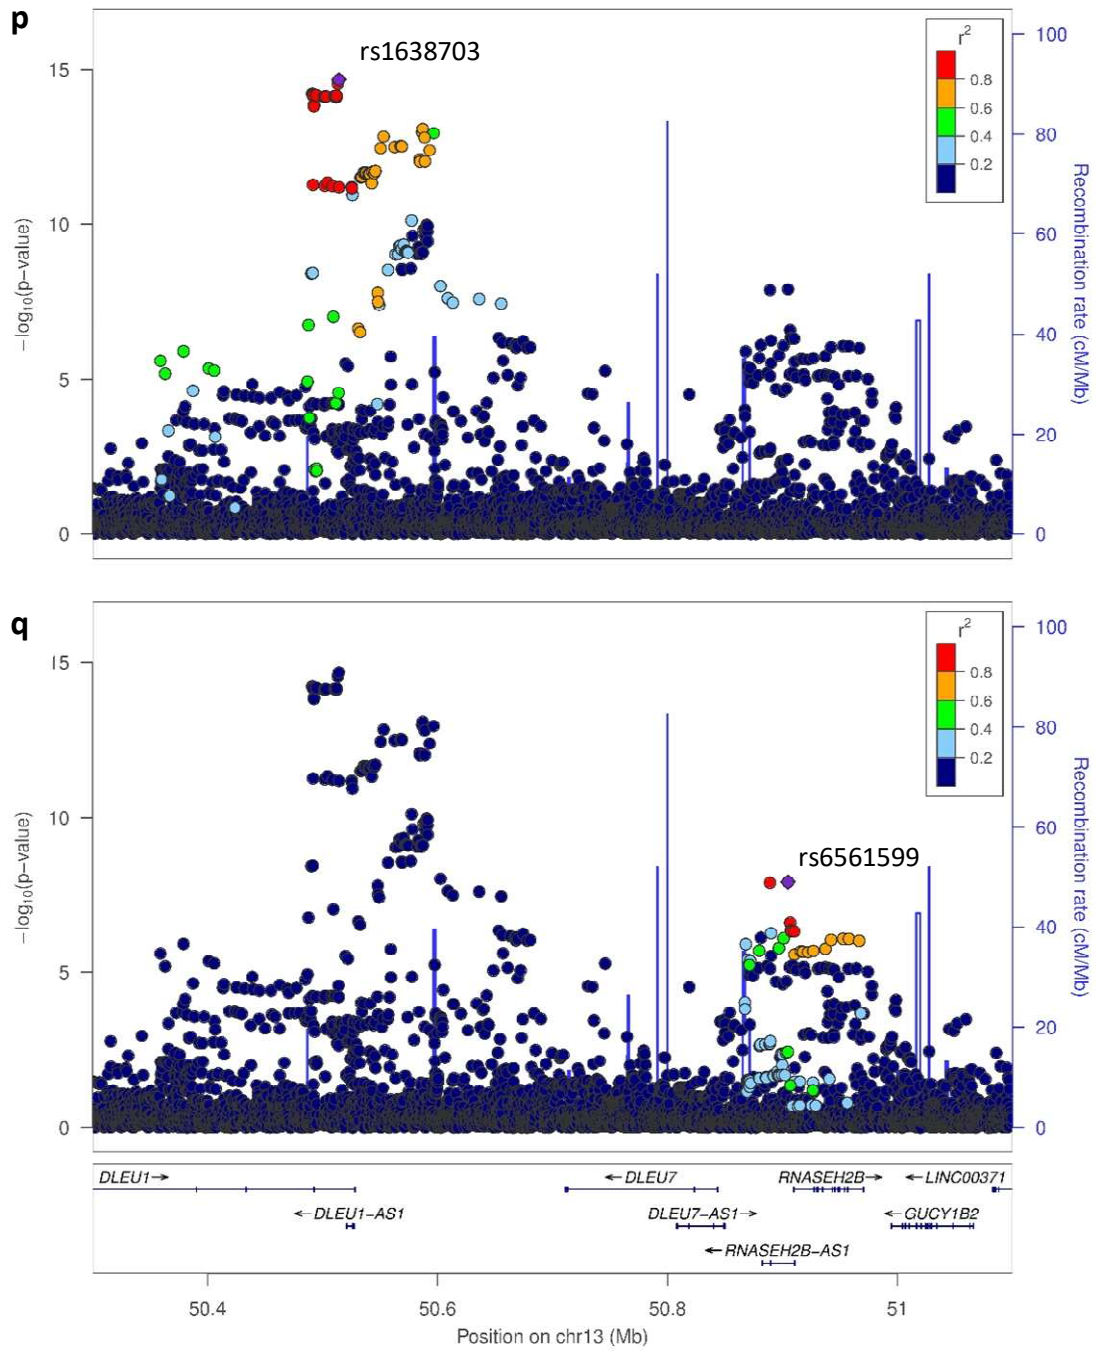 p
rs1638703
r2
0.8
0.6
0.4
0.2
15
10
5
0
−log10(p−value)
100
80
60
40
20
0
Recombination rate (cM/Mb)
q
rs6561599
r2
0.8
0.6
0.4
0.2
15
10
5
0
−log10(p−value)
100
80
60
40
20
0
Recombination rate (cM/Mb)
DLEU1→ ←DLEU7 RNASEH2B→ ←LINC00371
←DLEU1−AS1 DLEU7−AS1→ ←GUCY1B2
←RNASEH2B−AS1
50.4 50.6 50.8 51
Position on chr13 (Mb)